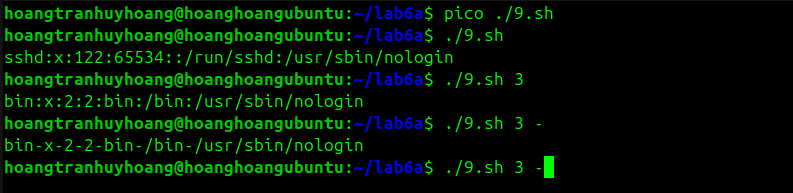 hoangtranhuyhoang@hoanghoangubuntu:~/lab6a$ pico ./9.sh
hoangtranhuyhoang@hoanghoangubuntu:~/lab6a$ ./9.sh
sshd:x:122:65534::/run/sshd:/usr/sbin/nologin
hoangtranhuyhoang@hoanghoangubuntu:~/lab6a$ ./9.sh 3
bin:x:2:2:bin:/bin:/usr/sbin/nologin
hoangtranhuyhoang@hoanghoangubuntu:~/lab6a$ ./9.sh 3 -
bin-x-2-2-bin-/bin-/usr/sbin/nologin
hoangtranhuyhoang@hoanghoangubuntu:~/lab6a$ ./9.sh 3 -